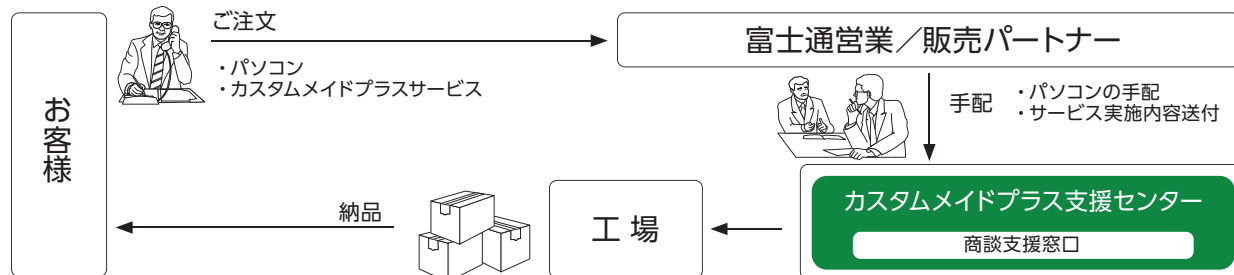 お客様
ご注文
・パソコン
・カスタムメイドプラスサービス
富士通営業／販売パートナー
手配
・パソコンの手配
・サービス実施内容送付
カスタムメイドプラス支援センター
商談支援窓口
工場
納品